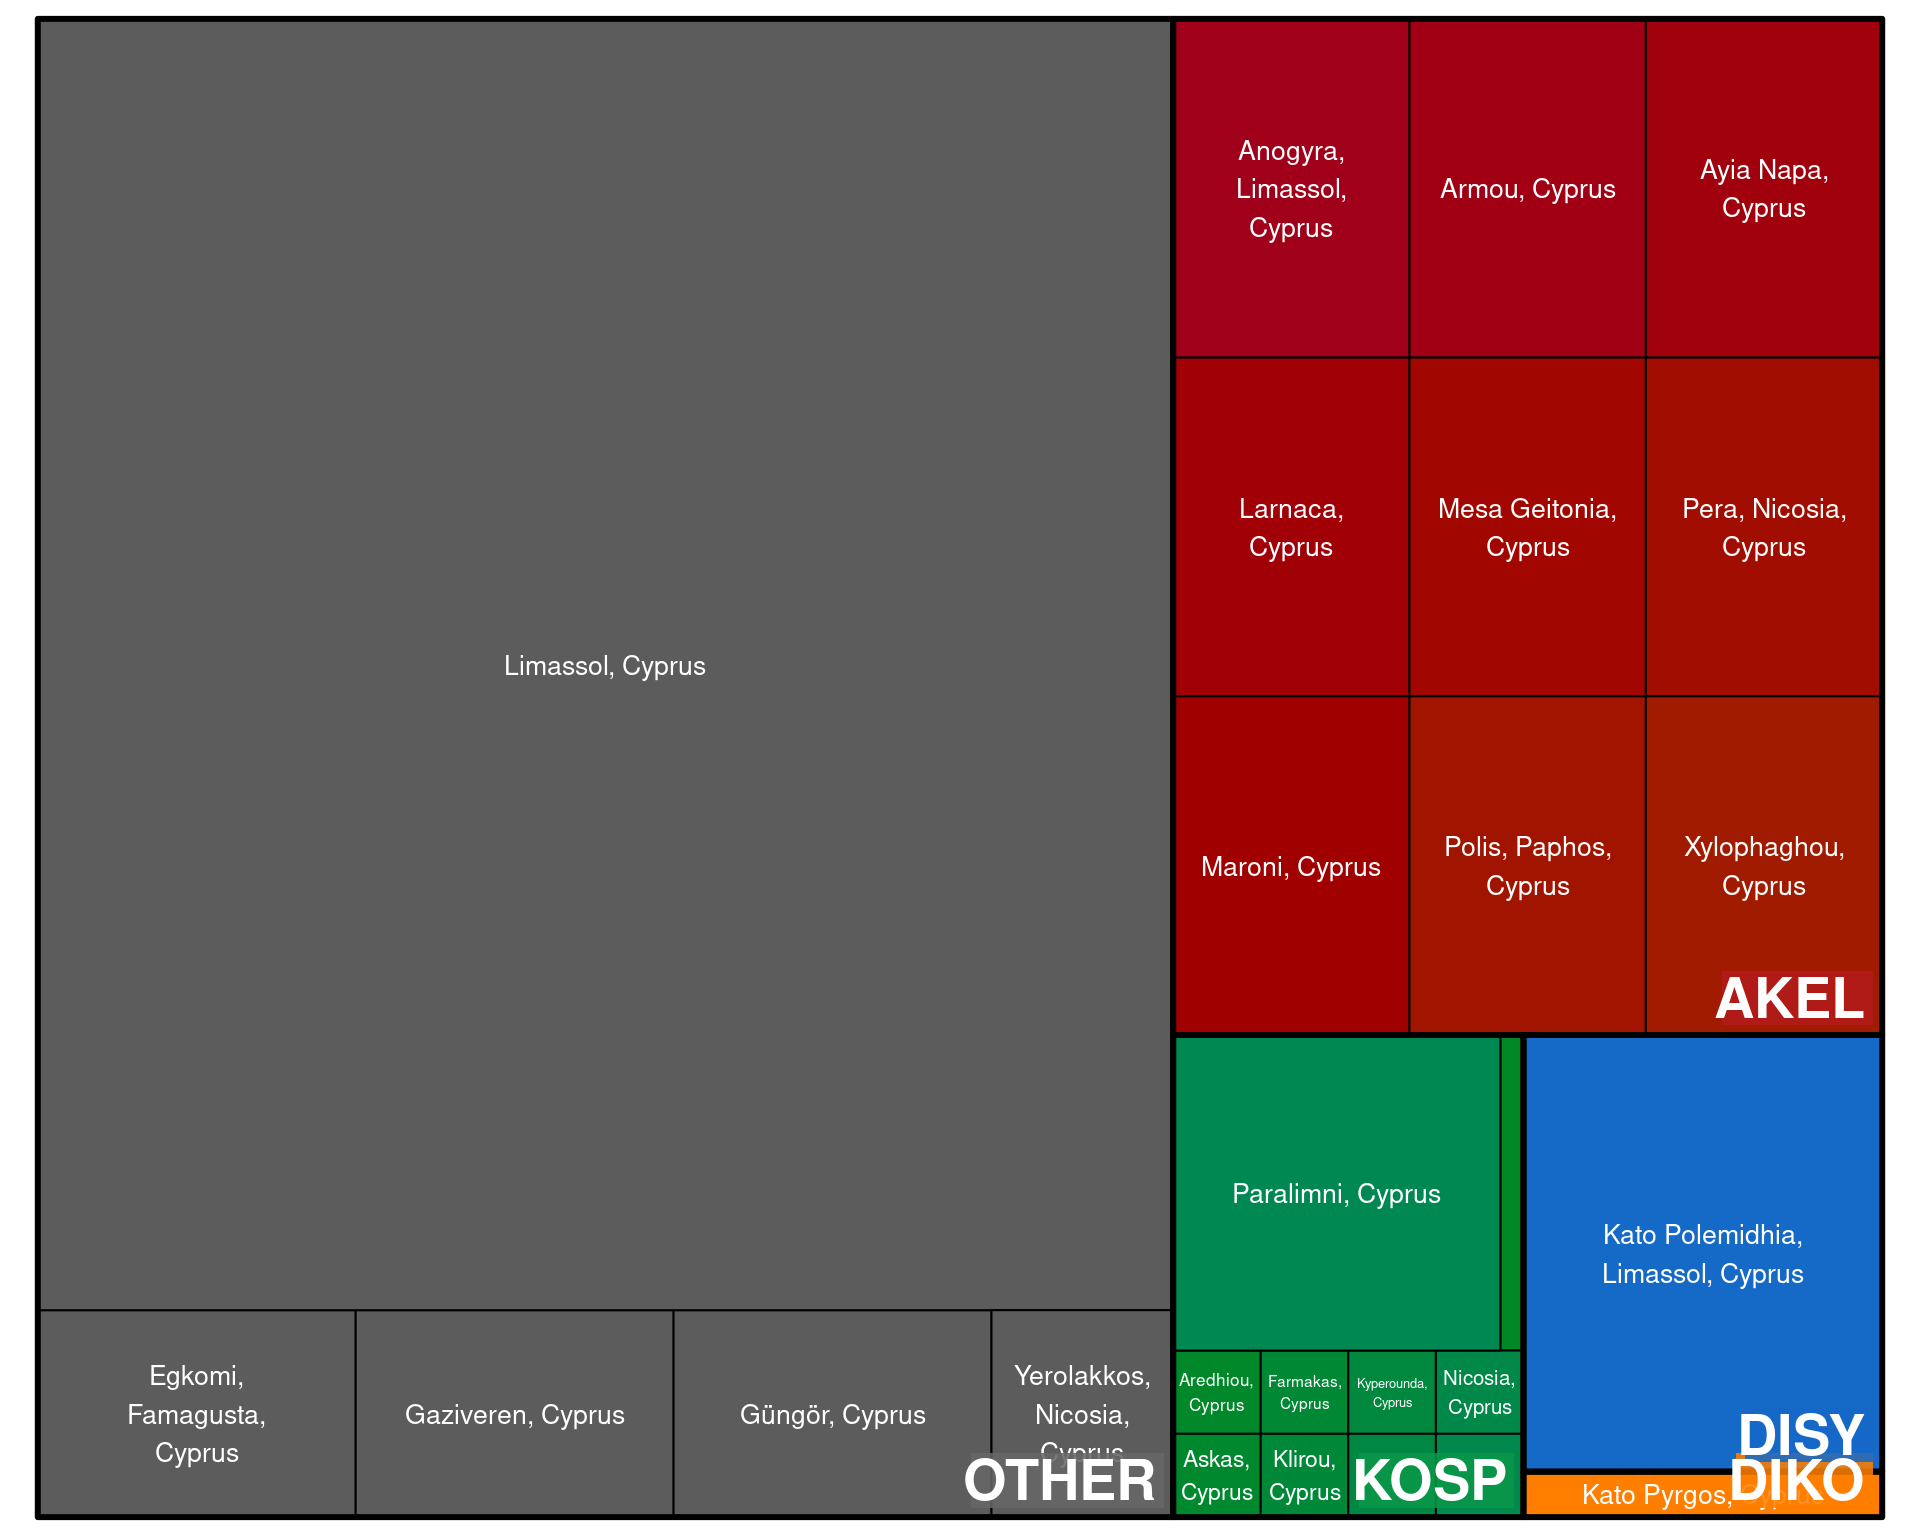 Limassol, Cyprus
Egkomi,
Famagusta,
Cyprus
Gaziveren, Cyprus
Güngör, Cyprus
Yerolakkos,
Nicosia,
Cyprus
OTHER
Anogyra,
Limassol,
Cyprus
Armou, Cyprus
Ayia Napa,
Cyprus
Larnaca,
Cyprus
Mesa Geitonia,
Cyprus
Pera, Nicosia,
Cyprus
Maroni, Cyprus
Polis, Paphos,
Cyprus
Xylophaghou,
Cyprus
AKEL
Paralimni, Cyprus
Aredhiou,
Cyprus
Farmakas,
Cyprus
Kyperounda,
Cyprus
Nicosia,
Cyprus
Askas,
Cyprus
Klirou,
Cyprus
KOSP
Kato Polemidhia,
Limassol, Cyprus
DISY
Kato Pyrgos, Cyprus
DIKO